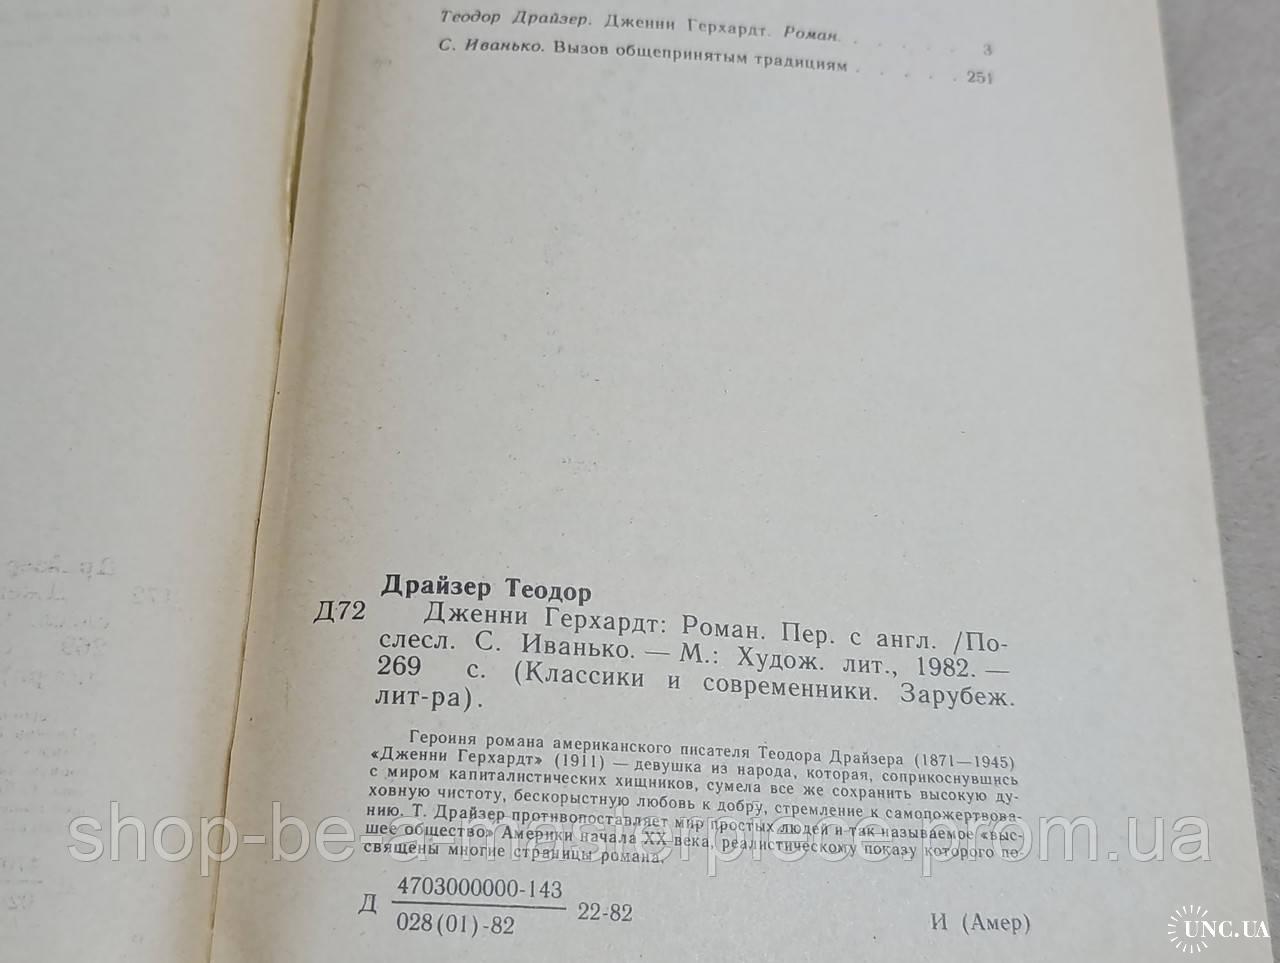 Теодор Драйзер. Дженни Герхардт. Роман. . . . . . 3
С. Иванько. Вызов общепринятым традициям . . . . . 251
Драйзер Теодор
Д72 Дженни Герхардт: Роман. Пер. с англ. /По-
слесл. С. Иванько. — М.: Худож. лит., 1982. —
269 с. (Классики и современники. Зарубеж.
лит-ра).
Героиня романа американского писателя Теодора Драйзера (1871—1945)
«Дженни Герхардт» (1911) — девушка из народа, которая, соприкоснувшись
с миром капиталистических хищников, сумела все же сохранить высокую ду-
ховную чистоту, бескорыстную любовь к добру, стремление к самопожертвова-
нию. Т. Драйзер противопоставляет мир простых людей и так называемое «выс-
шее общество» Америки начала XX века, реалистическому показу которого по-
священы многие страницы романа.
shop-be-a-masterpiece.prom.ua
Д 4703000000-143
028(01)-82 22-82
И (Амер)
UNC.UA